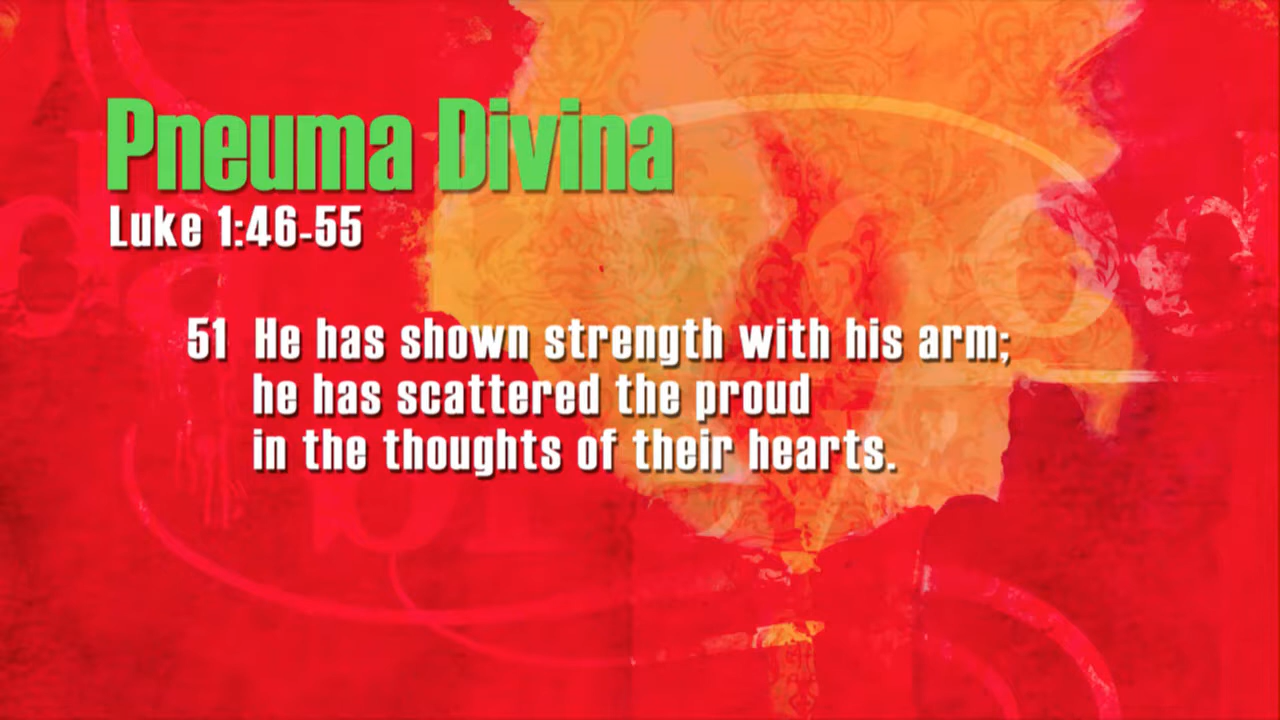 Pneuma Divina
Luke 1:46-55
51 He has shown strength with his arm;
he has scattered the proud
in the thoughts of their hearts.